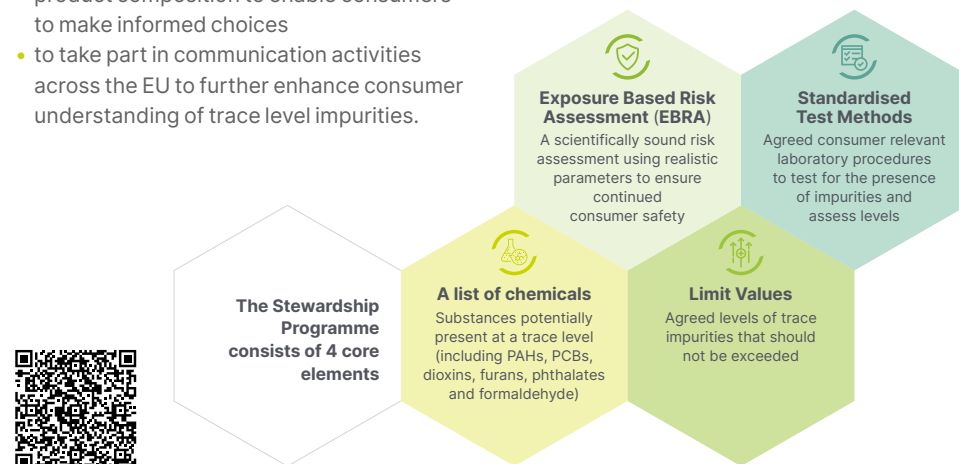 to make informed choices
• to take part in communication activities
across the EU to further enhance consumer
understanding of trace level impurities.
Exposure Based Risk
Assessment (EBRA)
A scientifically sound risk
assessment using realistic
parameters to ensure
continued
consumer safety
Standardised
Test Methods
Agreed consumer relevant
laboratory procedures
to test for the presence
of impurities and
assess levels
The Stewardship
Programme
consists of 4 core
elements
A list of chemicals
Substances potentially
present at a trace level
(including PAHs, PCBs,
dioxins, furans, phthalates
and formaldehyde)
Limit Values
Agreed levels of trace
impurities that should
not be exceeded